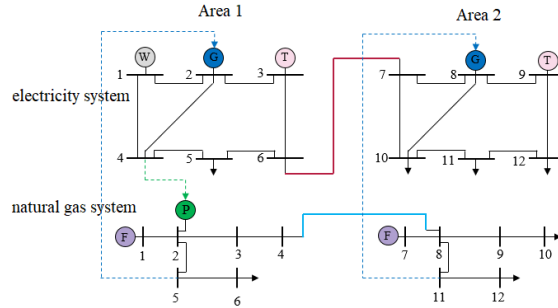 Area 1
Area 2
W G T G T
1 2 3 7 8 9
electricity system
4 5 6 10 11 12
natural gas system
P
F F
1 2 3 4 7 8 9 10
5 6 11 12